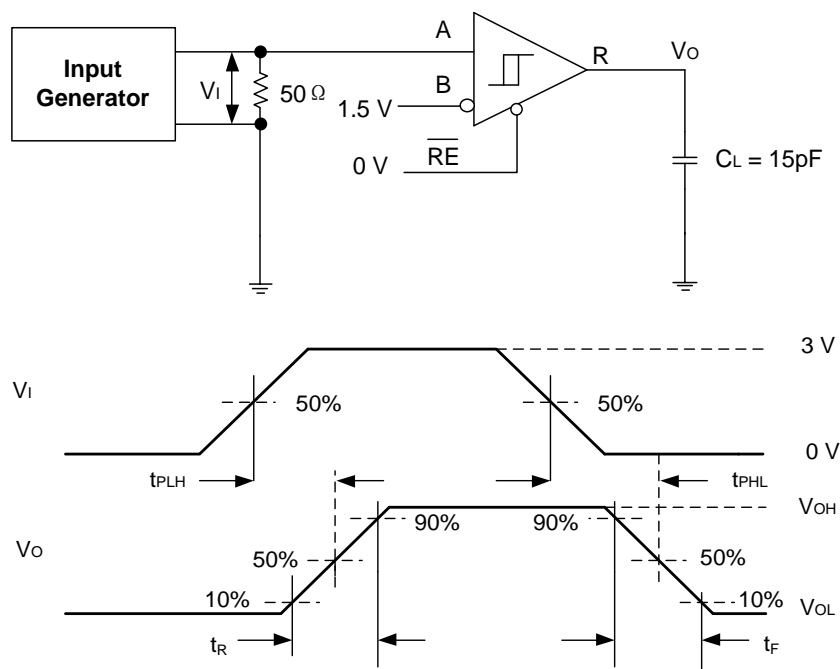 Input
Generator
VI
50 Ω
A
B
1.5 V
0 V
RE
R
VO
CL = 15pF
VI
50%
50%
3 V
0 V
tPLH
tPHL
VO
10%
50%
90%
90%
50%
10%
VOH
VOL
tR
tF